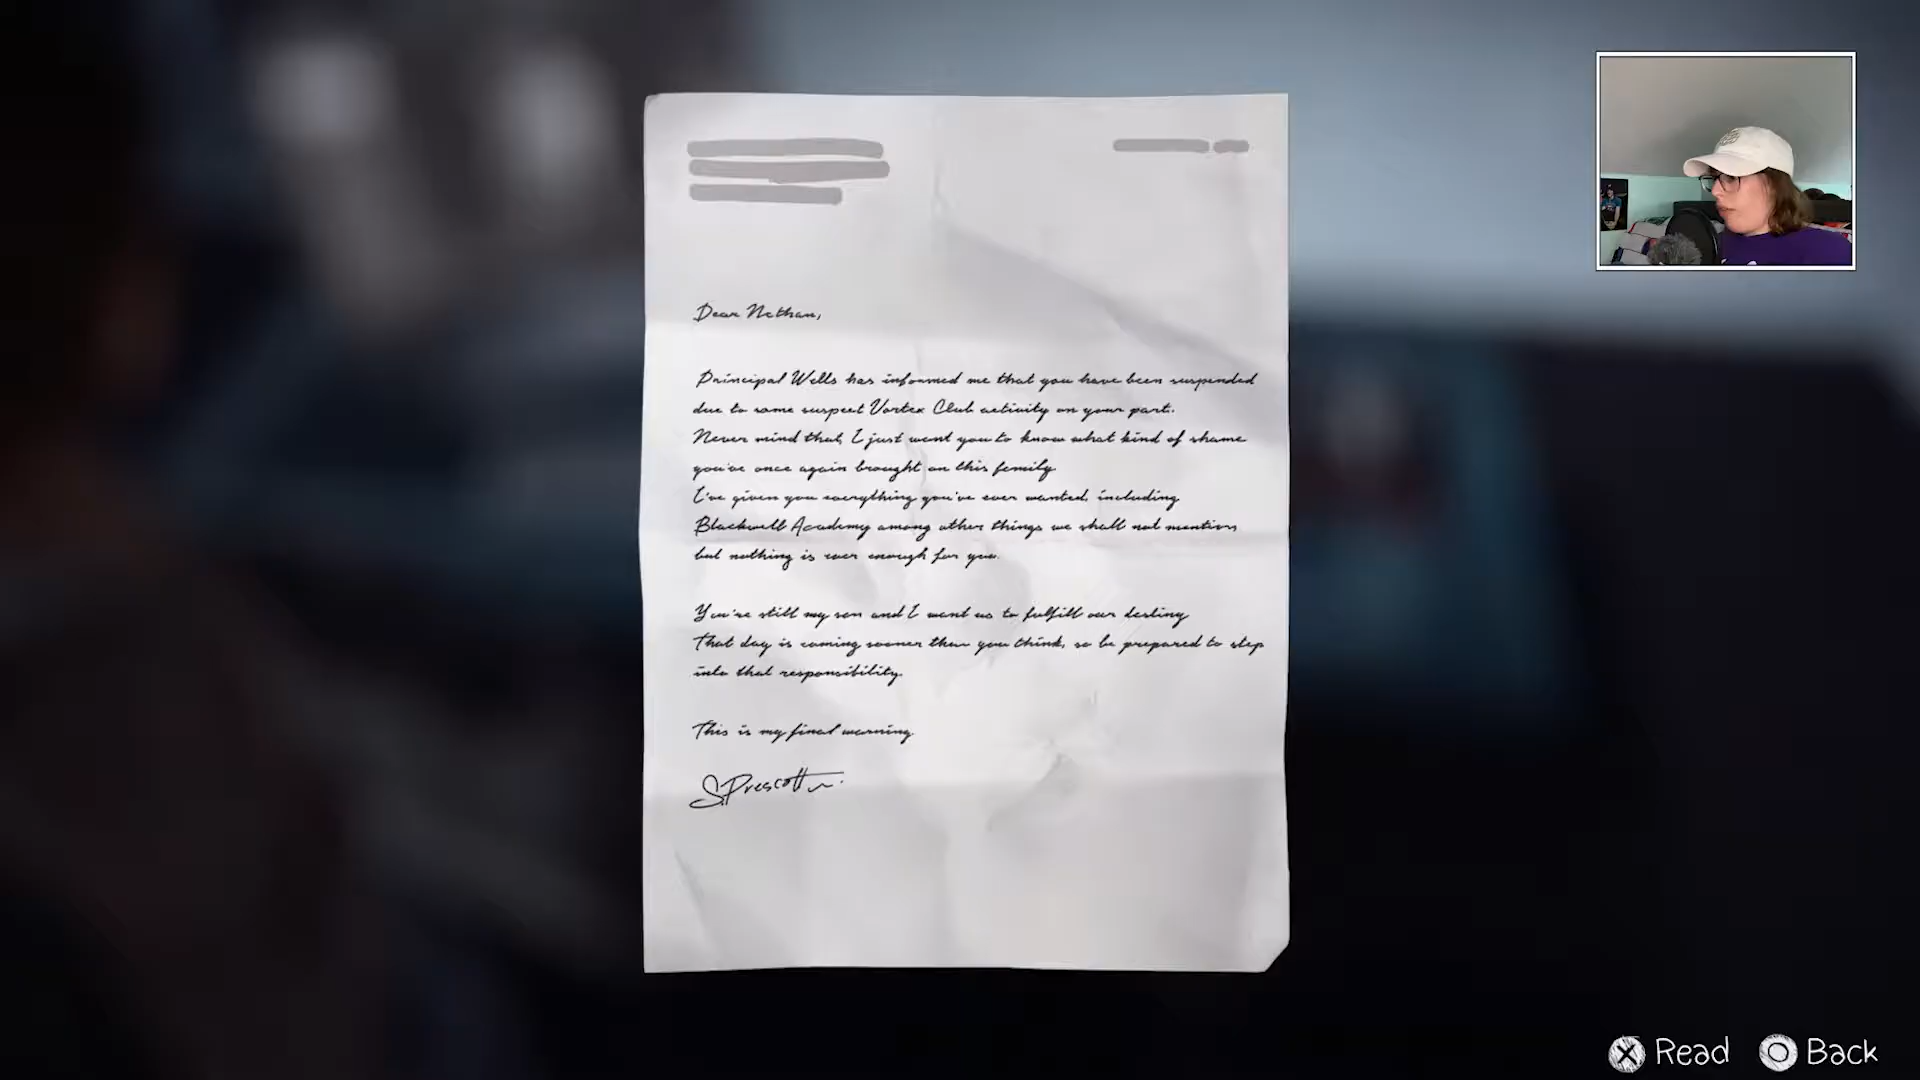 Dear Nathan,
Principal Wells has informed me that you have been suspended
due to some suspect Vortex Club activity on your part.
Never mind that, I just want you to know what kind of shame
you've once again brought on this family.
I've given you everything you've ever wanted, including
Blackwell Academy among other things we shall not mention,
but nothing is ever enough for you.
You're still my son and I want us to fulfill our destiny.
That day is coming sooner than you think, so be prepared to step
into that responsibility.
This is my final warning.
S.Prescott
Read
Back